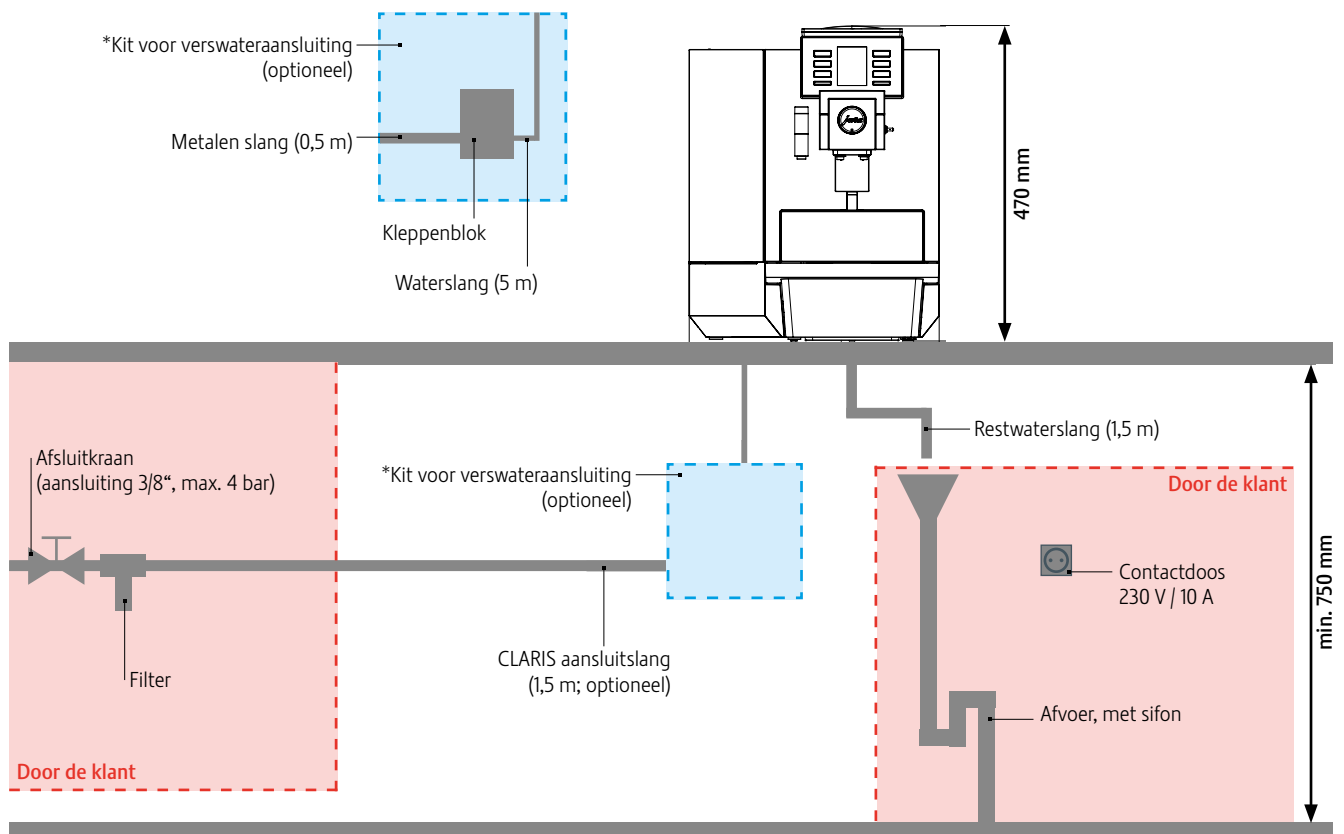 *Kit voor verswateraansluiting
(optioneel)
Metalen slang (0,5 m)
Kleppenblok
Waterslang (5 m)
jura
470 mm
Afsluitkraan
(aansluiting 3/8“, max. 4 bar)
Filter
Door de klant
*Kit voor verswateraansluiting
(optioneel)
CLARIS aansluitslang
(1,5 m; optioneel)
Restwaterslang (1,5 m)
Door de klant
Contactdoos
230 V / 10 A
Afvoer, met sifon
min. 750 mm